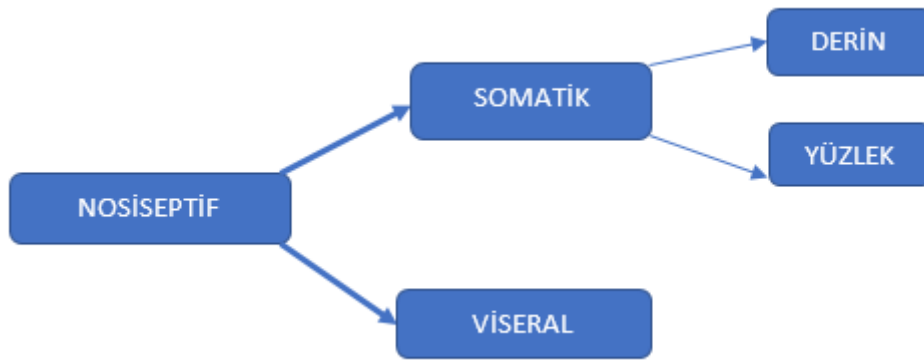 DERİN
SOMATİK
YÜZLEK
NOSİSEPTİF
VİSERAL